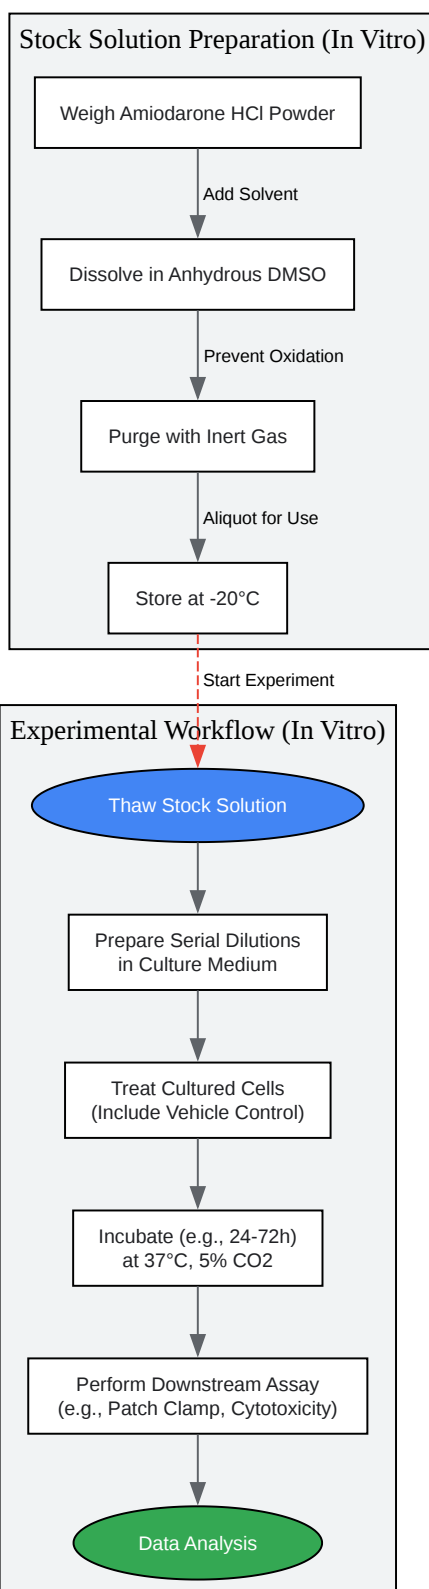 Stock Solution Preparation (In Vitro)
Weigh Amiodarone HCl Powder
Add Solvent
Dissolve in Anhydrous DMSO
Prevent Oxidation
Purge with Inert Gas
Aliquot for Use
Store at -20°C
Start Experiment
Experimental Workflow (In Vitro)
Thaw Stock Solution
Prepare Serial Dilutions
in Culture Medium
Treat Cultured Cells
(Include Vehicle Control)
Incubate (e.g., 24-72h)
at 37°C, 5% CO2
Perform Downstream Assay
(e.g., Patch Clamp, Cytotoxicity)
Data Analysis